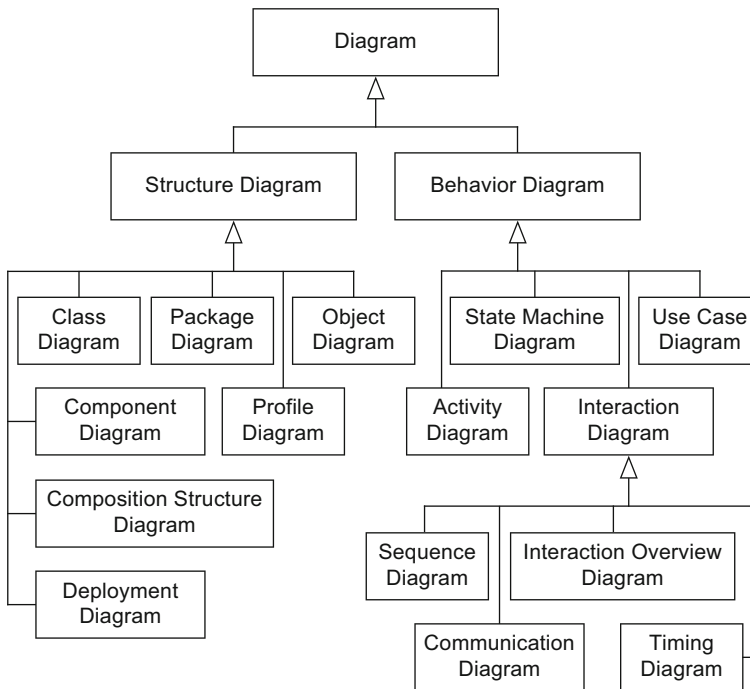 Diagram
Structure Diagram
Behavior Diagram
Class
Diagram
Package
Diagram
Object
Diagram
State Machine
Diagram
Use Case
Diagram
Component
Diagram
Profile
Diagram
Activity
Diagram
Interaction
Diagram
Composition Structure
Diagram
Sequence
Diagram
Interaction Overview
Diagram
Deployment
Diagram
Communication
Diagram
Timing
Diagram